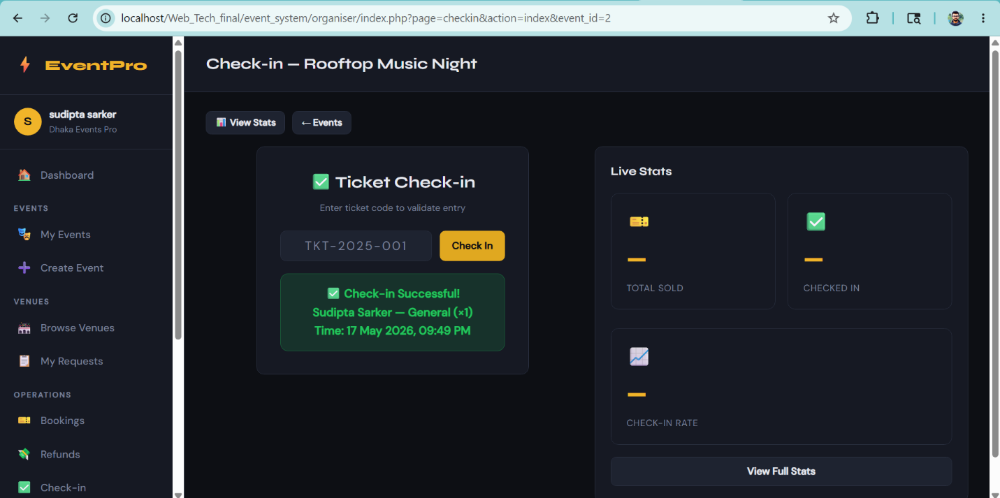 localhost/Web_Tech_final/event_system/organiser/index.php?page=checkin&action=index&event_id=2
EventPro
S
sudipta sarker
Dhaka Events Pro
Dashboard
EVENTS
My Events
Create Event
VENUES
Browse Venues
My Requests
OPERATIONS
Bookings
Refunds
Check-in
Check-in — Rooftop Music Night
View Stats
← Events
Ticket Check-in
Enter ticket code to validate entry
TKT-2025-001
Check In
Check-in Successful!
Sudipta Sarker — General (×1)
Time: 17 May 2026, 09:49 PM
Live Stats
—
TOTAL SOLD
—
CHECKED IN
—
CHECK-IN RATE
View Full Stats